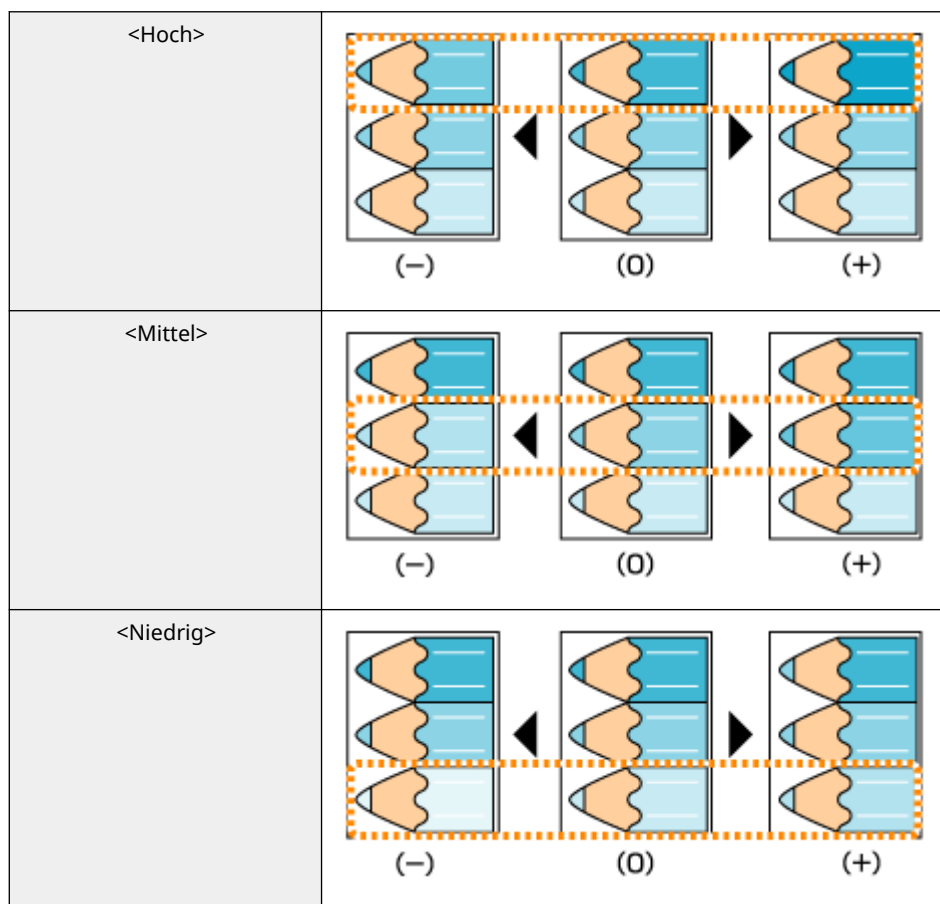 <Hoch>
(−) (0) (+)
<Mittel>
(−) (0) (+)
<Niedrig>
(−) (0) (+)